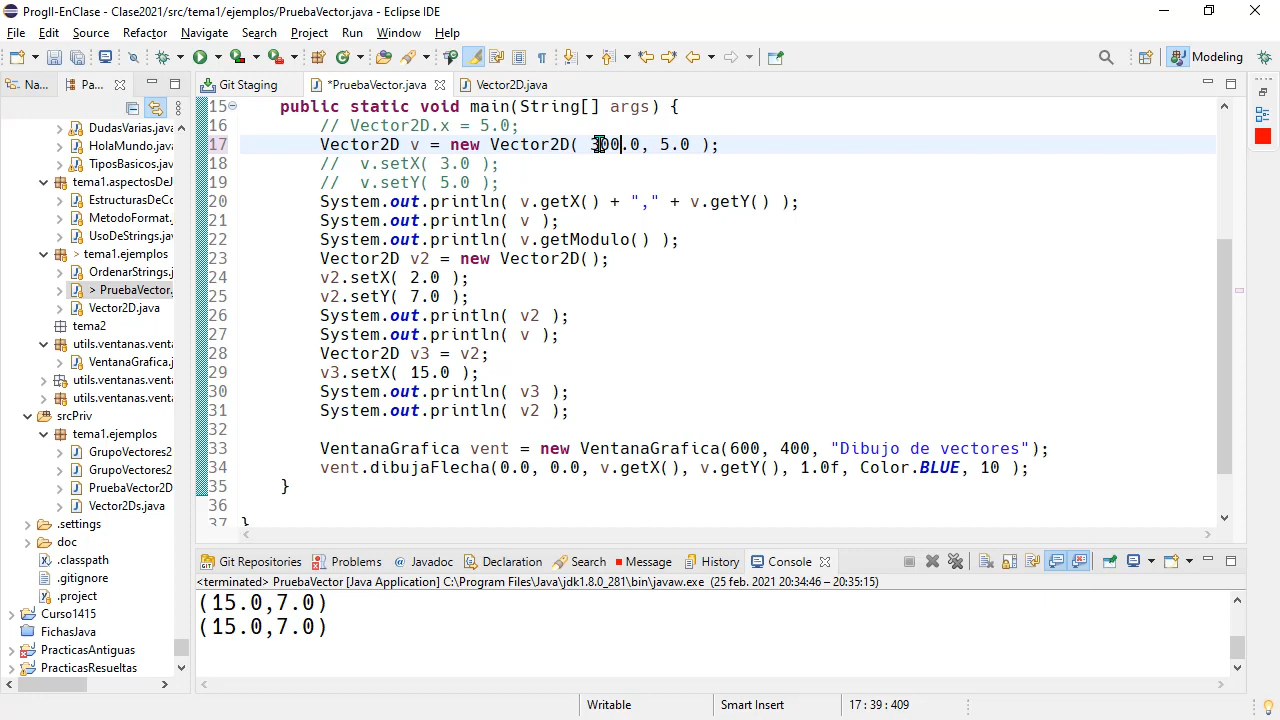 ProgII-EnClase - Clase2021/src/tema1/ejemplos/PruebaVector.java - Eclipse IDE
File Edit Source Refactor Navigate Search Project Run Window Help
Modeling
Na... Pa... Git Staging *PruebaVector.java Vector2D.java
DudasVarias.java
HolaMundo.java
TiposBasicos.jav
tema1.aspectosDeJ
EstructurasDeCo
MetodoFormat.j
UsoDeStrings.jav
> tema1.ejemplos
OrdenarStrings.j
> PruebaVector.
Vector2D.java
tema2
utils.ventanas.venta
VentanaGrafica.j
utils.ventanas.venta
utils.ventanas.venta
srcPriv
tema1.ejemplos
GrupoVectores2
GrupoVectores2
PruebaVector2D
Vector2Ds.java
.settings
doc
.classpath
.gitignore
.project
Curso1415
FichasJava
PracticasAntiguas
PracticasResueltas
15 public static void main(String[] args) {
16 // Vector2D.x = 5.0;
17 Vector2D v = new Vector2D( 300.0, 5.0 );
18 // v.setX( 3.0 );
19 // v.setY( 5.0 );
20 System.out.println( v.getX() + "," + v.getY() );
21 System.out.println( v );
22 System.out.println( v.getModulo() );
23 Vector2D v2 = new Vector2D();
24 v2.setX( 2.0 );
25 v2.setY( 7.0 );
26 System.out.println( v2 );
27 System.out.println( v );
28 Vector2D v3 = v2;
29 v3.setX( 15.0 );
30 System.out.println( v3 );
31 System.out.println( v2 );
32
33 VentanaGrafica vent = new VentanaGrafica(600, 400, "Dibujo de vectores");
34 vent.dibujaFlecha(0.0, 0.0, v.getX(), v.getY(), 1.0f, Color.BLUE, 10 );
35 }
36
37 }
Git Repositories Problems Javadoc Declaration Search Message History Console
<terminated> PruebaVector [Java Application] C:\Program Files\Java\jdk1.8.0_281\bin\javaw.exe (25 feb. 2021 20:34:46 – 20:35:15)
(15.0,7.0)
(15.0,7.0)
Writable Smart Insert 17 : 39 : 409